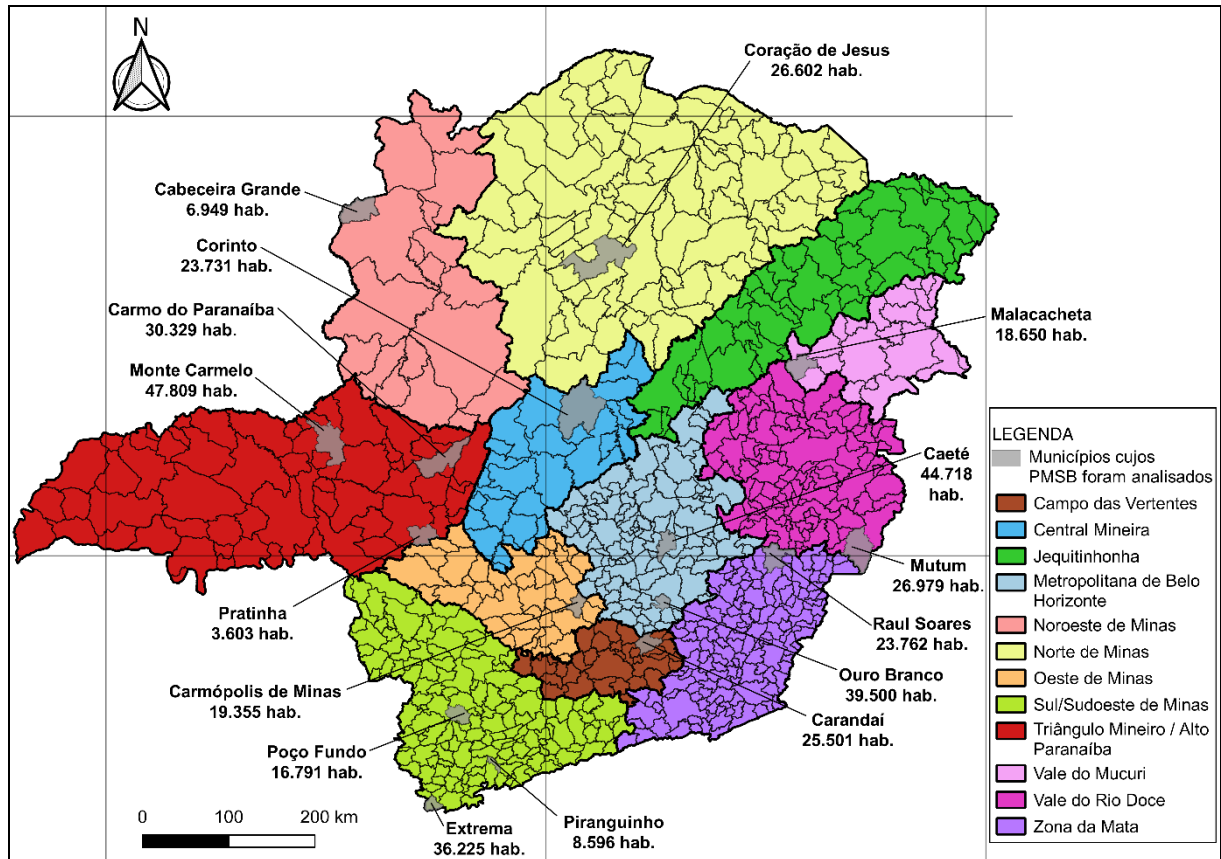 N
Coração de Jesus
26.602 hab.
Cabeceira Grande
6.949 hab.
Corinto
23.731 hab.
Carmo do Paranaíba
30.329 hab.
Monte Carmelo
47.809 hab.
Malacacheta
18.650 hab.
Caeté
44.718
hab.
Mutum
26.979 hab.
Raul Soares
23.762 hab.
Ouro Branco
39.500 hab.
Carandaí
25.501 hab.
Pratinha
3.603 hab.
Carmópolis de Minas
19.355 hab.
Poço Fundo
16.791 hab.
Extrema
36.225 hab.
Piranguinho
8.596 hab.
0 100 200 km
LEGENDA
Municípios cujos
PMSB foram analisados
Campo das Vertentes
Central Mineira
Jequitinhonha
Metropolitana de Belo
Horizonte
Noroeste de Minas
Norte de Minas
Oeste de Minas
Sul/Sudoeste de Minas
Triângulo Mineiro / Alto
Paranaíba
Vale do Mucuri
Vale do Rio Doce
Zona da Mata